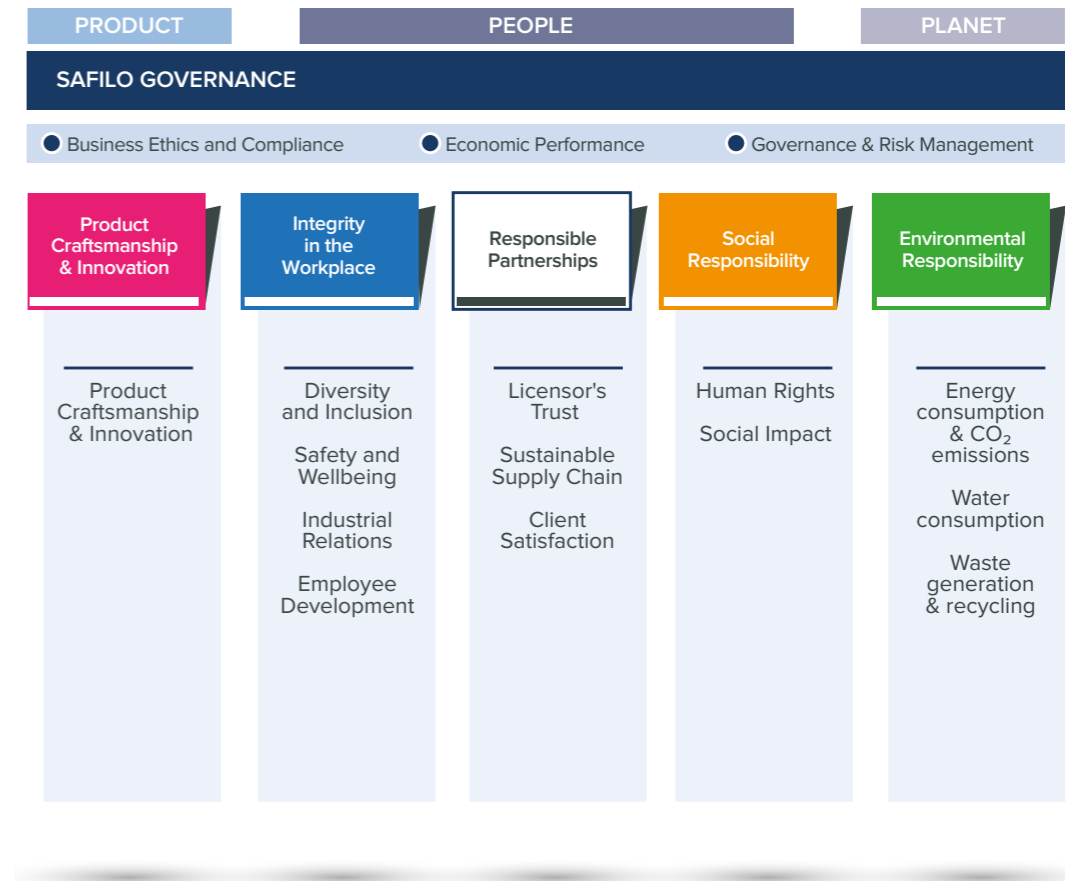 PRODUCT
PEOPLE
PLANET
SAFILO GOVERNANCE
Business Ethics and Compliance
Economic Performance
Governance & Risk Management
Product
Craftsmanship
& Innovation
Integrity
in the
Workplace
Responsible
Partnerships
Social
Responsibility
Environmental
Responsibility
Product
Craftsmanship
& Innovation
Diversity
and Inclusion
Safety and
Wellbeing
Industrial
Relations
Employee
Development
Licensor's
Trust
Sustainable
Supply Chain
Client
Satisfaction
Human Rights
Social Impact
Energy
consumption
& CO₂
emissions
Water
consumption
Waste
generation
& recycling